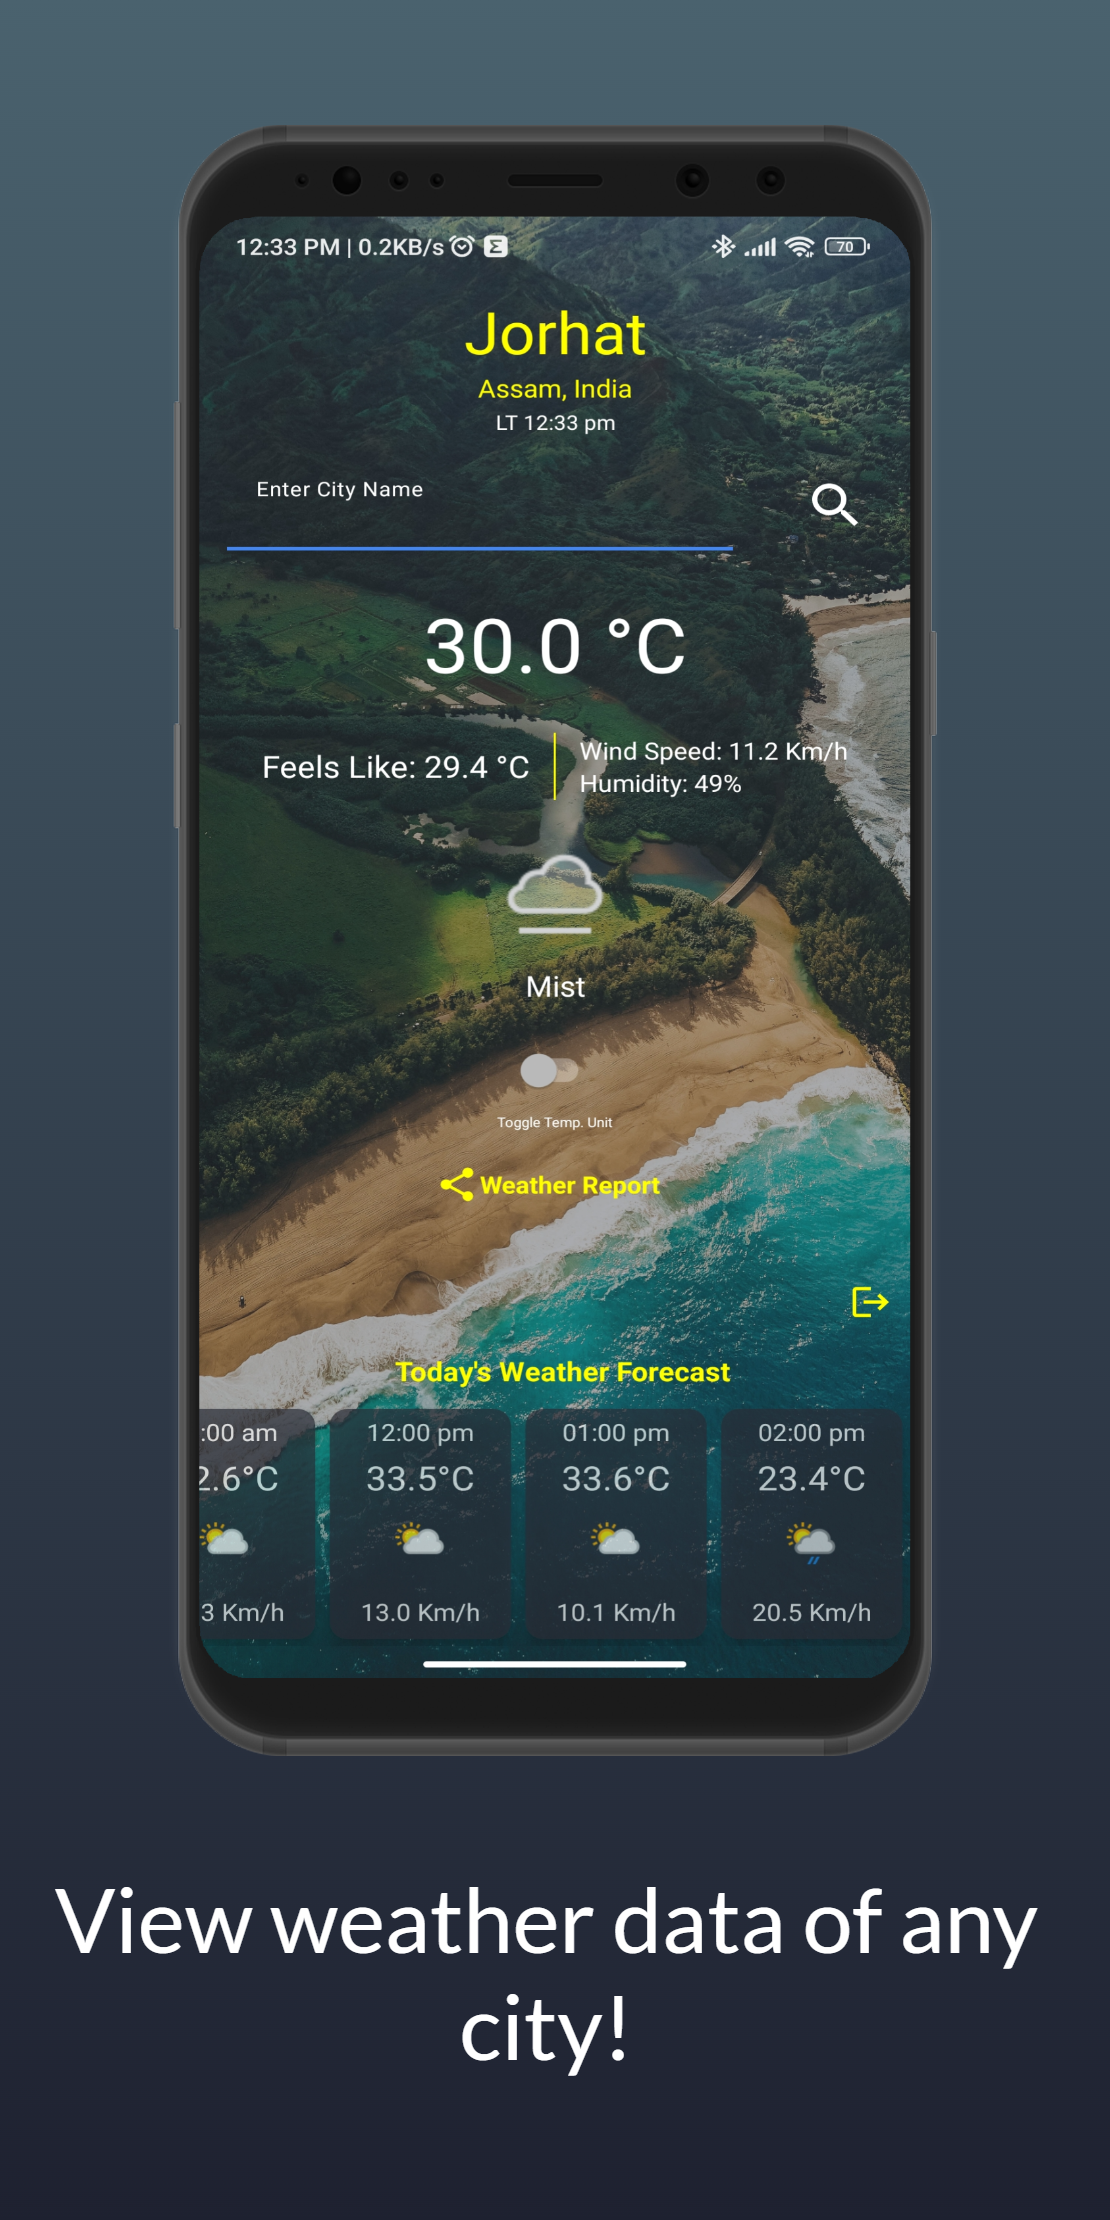 12:33 PM | 0.2KB/s
70
Jorhat
Assam, India
LT 12:33 pm
Enter City Name
30.0 °C
Feels Like: 29.4 °C
Wind Speed: 11.2 Km/h
Humidity: 49%
Mist
Toggle Temp. Unit
Weather Report
Today's Weather Forecast
:00 am 12:00 pm 01:00 pm 02:00 pm
2.6°C 33.5°C 33.6°C 23.4°C
3 Km/h 13.0 Km/h 10.1 Km/h 20.5 Km/h
View weather data of any
city!